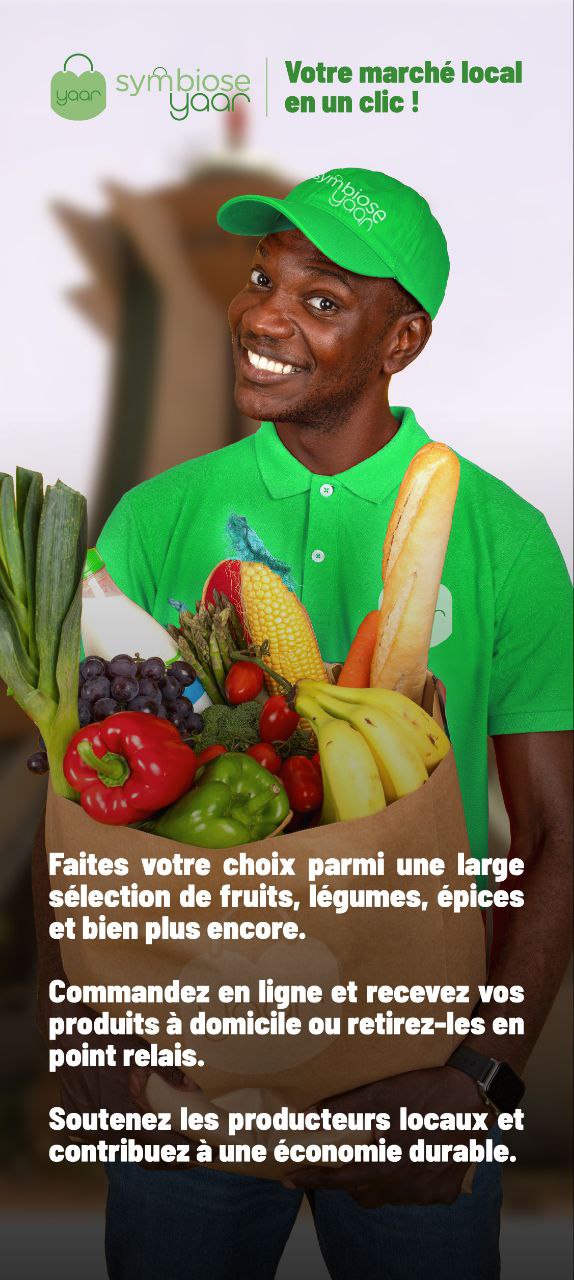 yaar
symbiose
yaar
Votre marché local
en un clic !
symbiose
yaar
Faites votre choix parmi une large
sélection de fruits, légumes, épices
et bien plus encore.
Commandez en ligne et recevez vos
produits à domicile ou retirez-les en
point relais.
Soutenez les producteurs locaux et
contribuez à une économie durable.